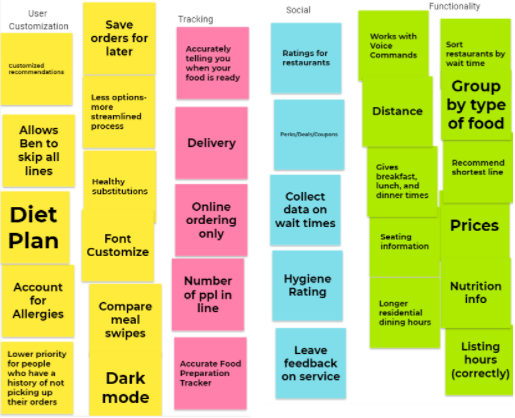 User
Customization
Customized
recommendations
Allows
Ben to
skip all
lines
Diet
Plan
Account
for
Allergies
Lower priority
for people
who have a
history of not
picking up
their orders
Save
orders for
later
Less options-
more
streamlined
process
Healthy
substitutions
Font
Customize
Compare
meal
swipes
Dark
mode
Tracking
Accurately
telling you
when your
food is ready
Delivery
Online
ordering
only
Number
of ppl in
line
Accurate Food
Preparation
Tracker
Social
Ratings for
restaurants
Perks/Deals/Coupons
Collect
data on
wait times
Hygiene
Rating
Leave
feedback
on service
Functionality
Works with
Voice
Commands
Distance
Gives
breakfast,
lunch, and
dinner times
Seating
information
Longer
residential
dining hours
Sort
restaurants by
wait time
Group
by type
of food
Recommend
shortest line
Prices
Nutrition
info
Listing
hours
(correctly)